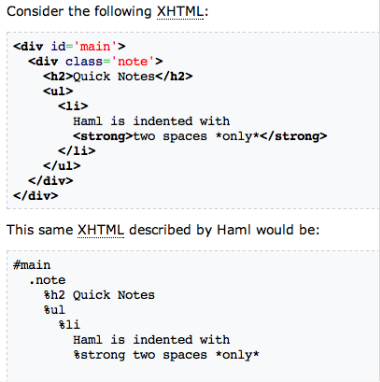 Consider the following XHTML:
<div id='main'>
  <div class='note'>
    <h2>Quick Notes</h2>
    <ul>
      <li>
        Haml is indented with
        <strong>two spaces *only*</strong>
      </li>
    </ul>
  </div>
</div>
This same XHTML described by Haml would be:
#main
  .note
    %h2 Quick Notes
    %ul
      %li
        Haml is indented with
        %strong two spaces *only*